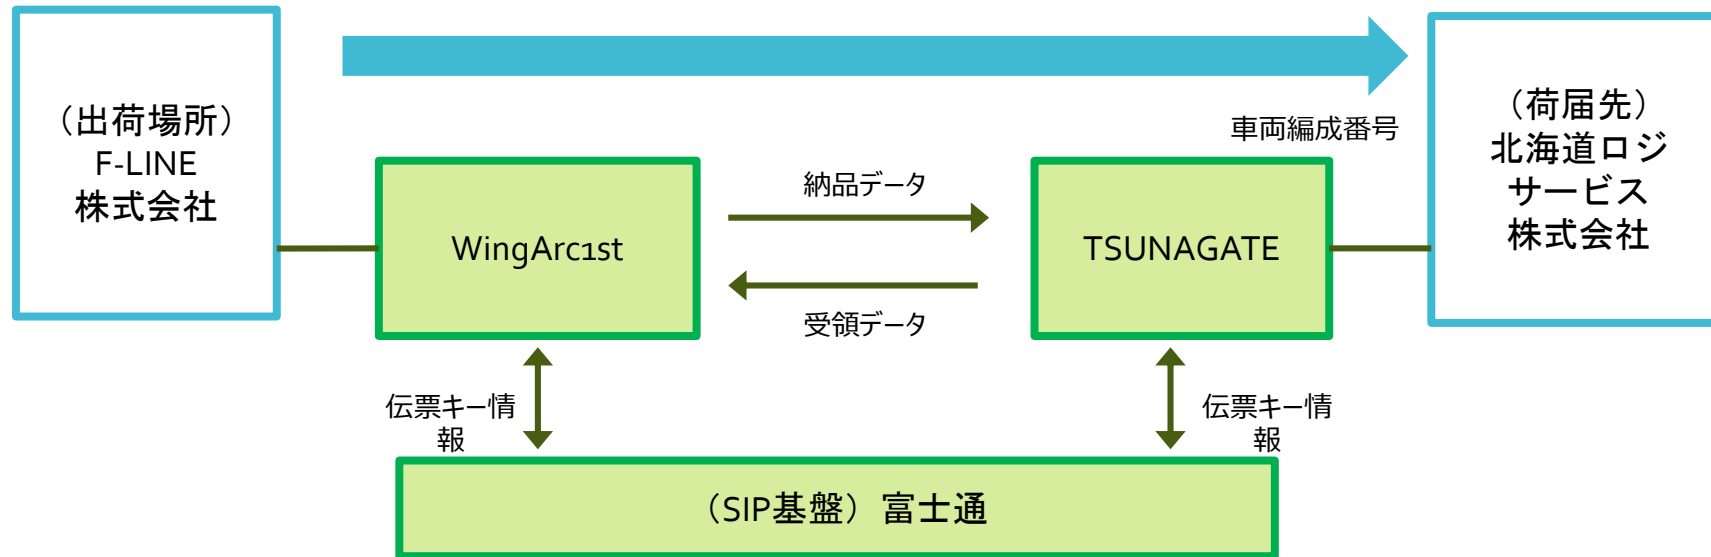 （出荷場所）
F-LINE
株式会社
車両編成番号
（荷届先）
北海道ロジ
サービス
株式会社
WingArc1st
納品データ
受領データ
TSUNAGATE
伝票キー情
報
伝票キー情
報
（SIP基盤）富士通